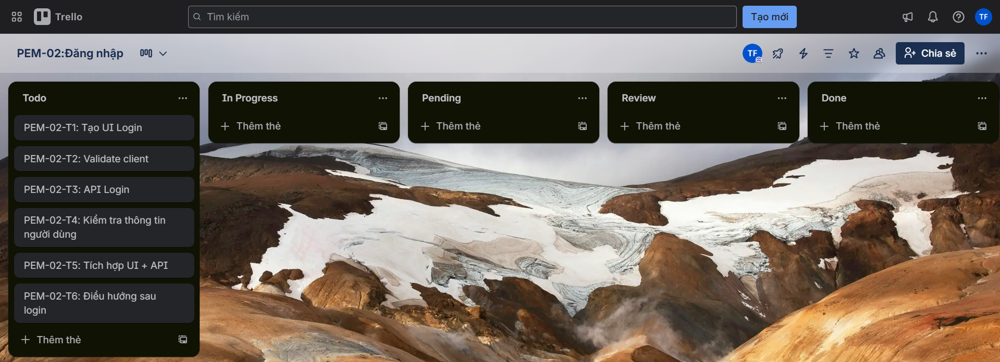 Trello
Tìm kiếm
Tạo mới
TF
PEM-02:Đăng nhập
TF
Chia sẻ
Todo
PEM-02-T1: Tạo UI Login
PEM-02-T2: Validate client
PEM-02-T3: API Login
PEM-02-T4: Kiểm tra thông tin
người dùng
PEM-02-T5: Tích hợp UI + API
PEM-02-T6: Điều hướng sau
login
Thêm thẻ
In Progress
Thêm thẻ
Pending
Thêm thẻ
Review
Thêm thẻ
Done
Thêm thẻ